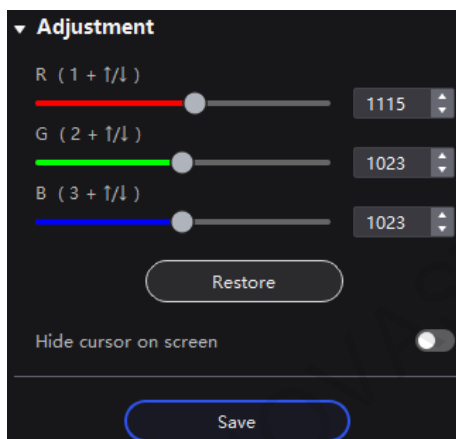 Adjustment
R ( 1 + ↑/↓ )
1115
G ( 2 + ↑/↓ )
1023
B ( 3 + ↑/↓ )
1023
Restore
Hide cursor on screen
Save